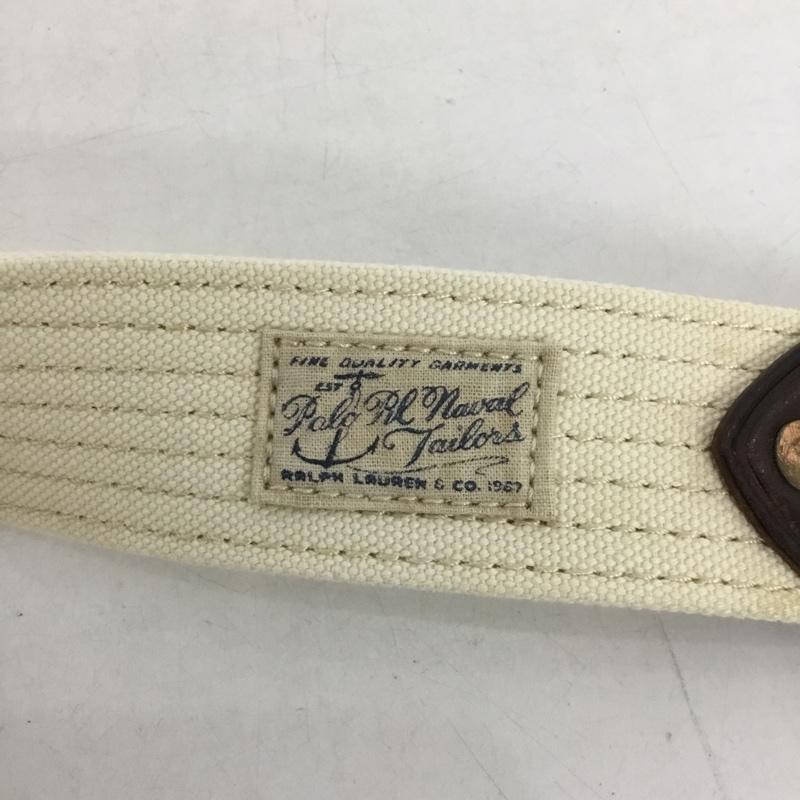 FINE QUALITY GARMENTS
EST
Polo Rl Naval
Tailors
RALPH LAUREN & CO. 1967